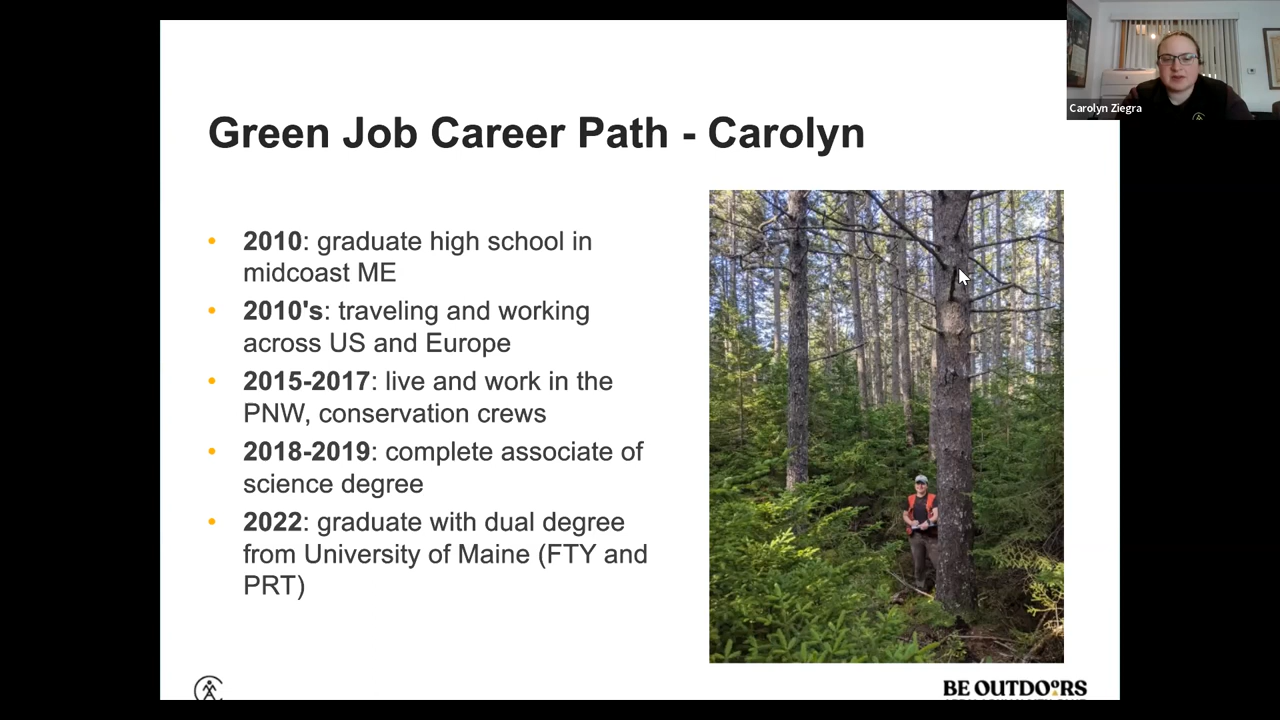 Carolyn Ziegra
Green Job Career Path - Carolyn
• 2010: graduate high school in
midcoast ME
• 2010's: traveling and working
across US and Europe
• 2015-2017: live and work in the
PNW, conservation crews
• 2018-2019: complete associate of
science degree
• 2022: graduate with dual degree
from University of Maine (FTY and
PRT)
BE OUTDOORS